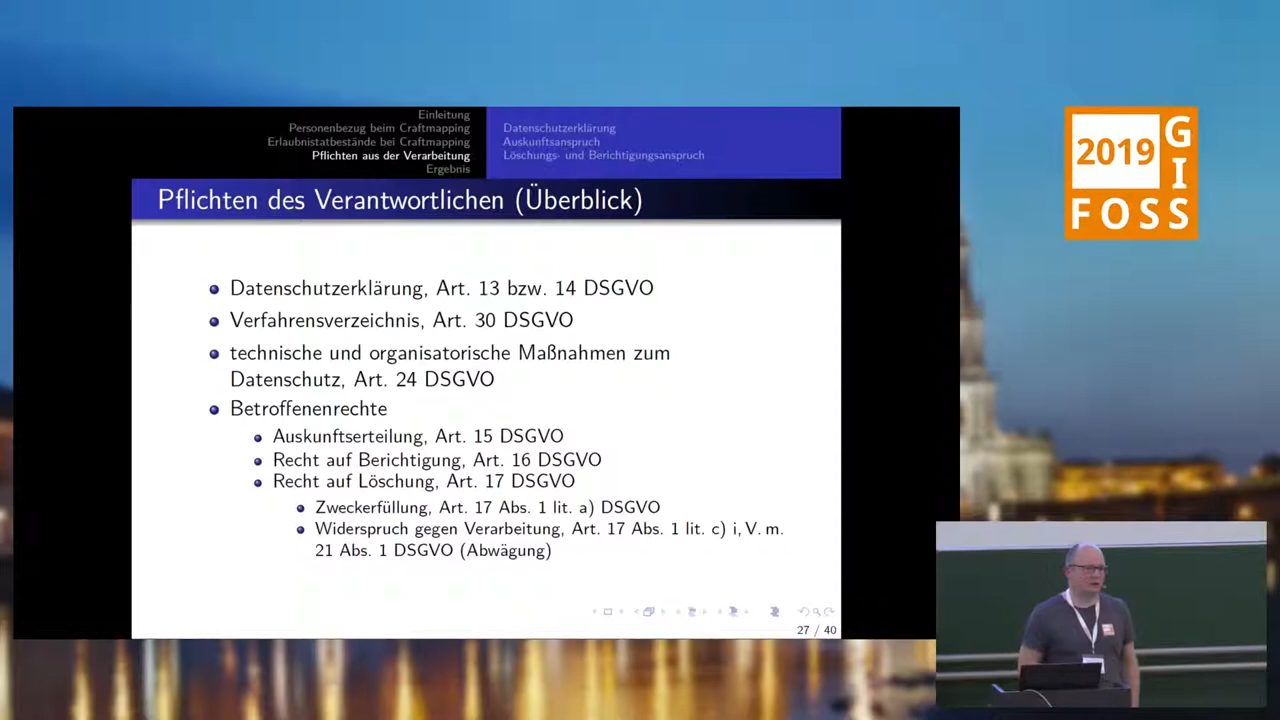 Einleitung
Personenbezug beim Craftmapping
Erlaubnistatbestände bei Craftmapping
Pflichten aus der Verarbeitung
Ergebnis
Datenschutzerklärung
Auskunftsanspruch
Löschungs- und Berichtigungsanspruch
Pflichten des Verantwortlichen (Überblick)
Datenschutzerklärung, Art. 13 bzw. 14 DSGVO
Verfahrensverzeichnis, Art. 30 DSGVO
technische und organisatorische Maßnahmen zum
Datenschutz, Art. 24 DSGVO
Betroffenenrechte
Auskunftserteilung, Art. 15 DSGVO
Recht auf Berichtigung, Art. 16 DSGVO
Recht auf Löschung, Art. 17 DSGVO
Zweckerfüllung, Art. 17 Abs. 1 lit. a) DSGVO
Widerspruch gegen Verarbeitung, Art. 17 Abs. 1 lit. c) i,V. m.
21 Abs. 1 DSGVO (Abwägung)
27 / 40
2019
GIS
FOSS